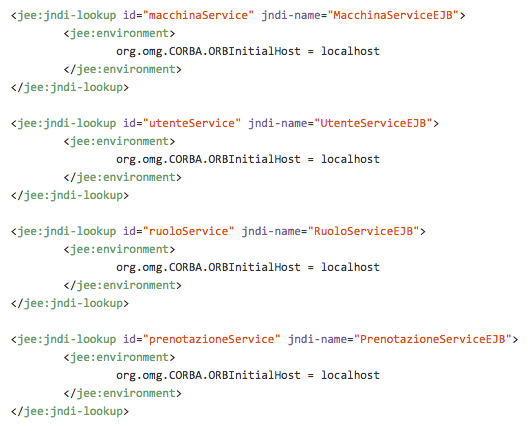 <jee:jndi-lookup id="macchinaService" jndi-name="MacchinaServiceEJB">
<jee:environment>
org.omg.CORBA.ORBInitialHost = localhost
</jee:environment>
</jee:jndi-lookup>
<jee:jndi-lookup id="utenteService" jndi-name="UtenteServiceEJB">
<jee:environment>
org.omg.CORBA.ORBInitialHost = localhost
</jee:environment>
</jee:jndi-lookup>
<jee:jndi-lookup id="ruoloService" jndi-name="RuoloServiceEJB">
<jee:environment>
org.omg.CORBA.ORBInitialHost = localhost
</jee:environment>
</jee:jndi-lookup>
<jee:jndi-lookup id="prenotazioneService" jndi-name="PrenotazioneServiceEJB">
<jee:environment>
org.omg.CORBA.ORBInitialHost = localhost
</jee:environment>
</jee:jndi-lookup>